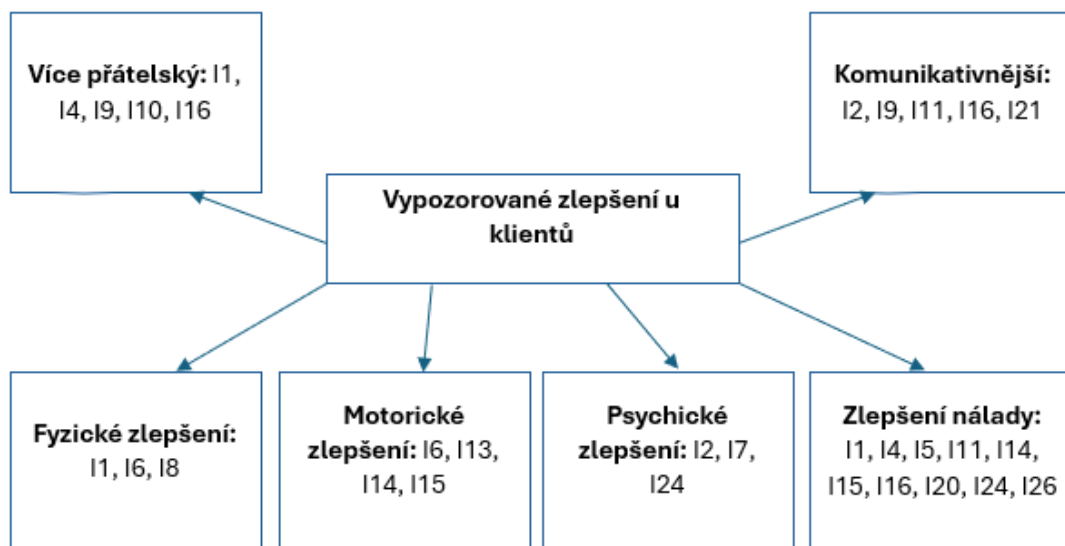 Více přátelský: I1,
I4, I9, I10, I16
Komunikativnější:
I2, I9, I11, I16, I21
Vypozorované zlepšení u
klientů
Fyzické zlepšení:
I1, I6, I8
Motorické
zlepšení: I6, I13,
I14, I15
Psychické
zlepšení: I2, I7,
I24
Zlepšení nálady:
I1, I4, I5, I11, I14,
I15, I16, I20, I24, I26